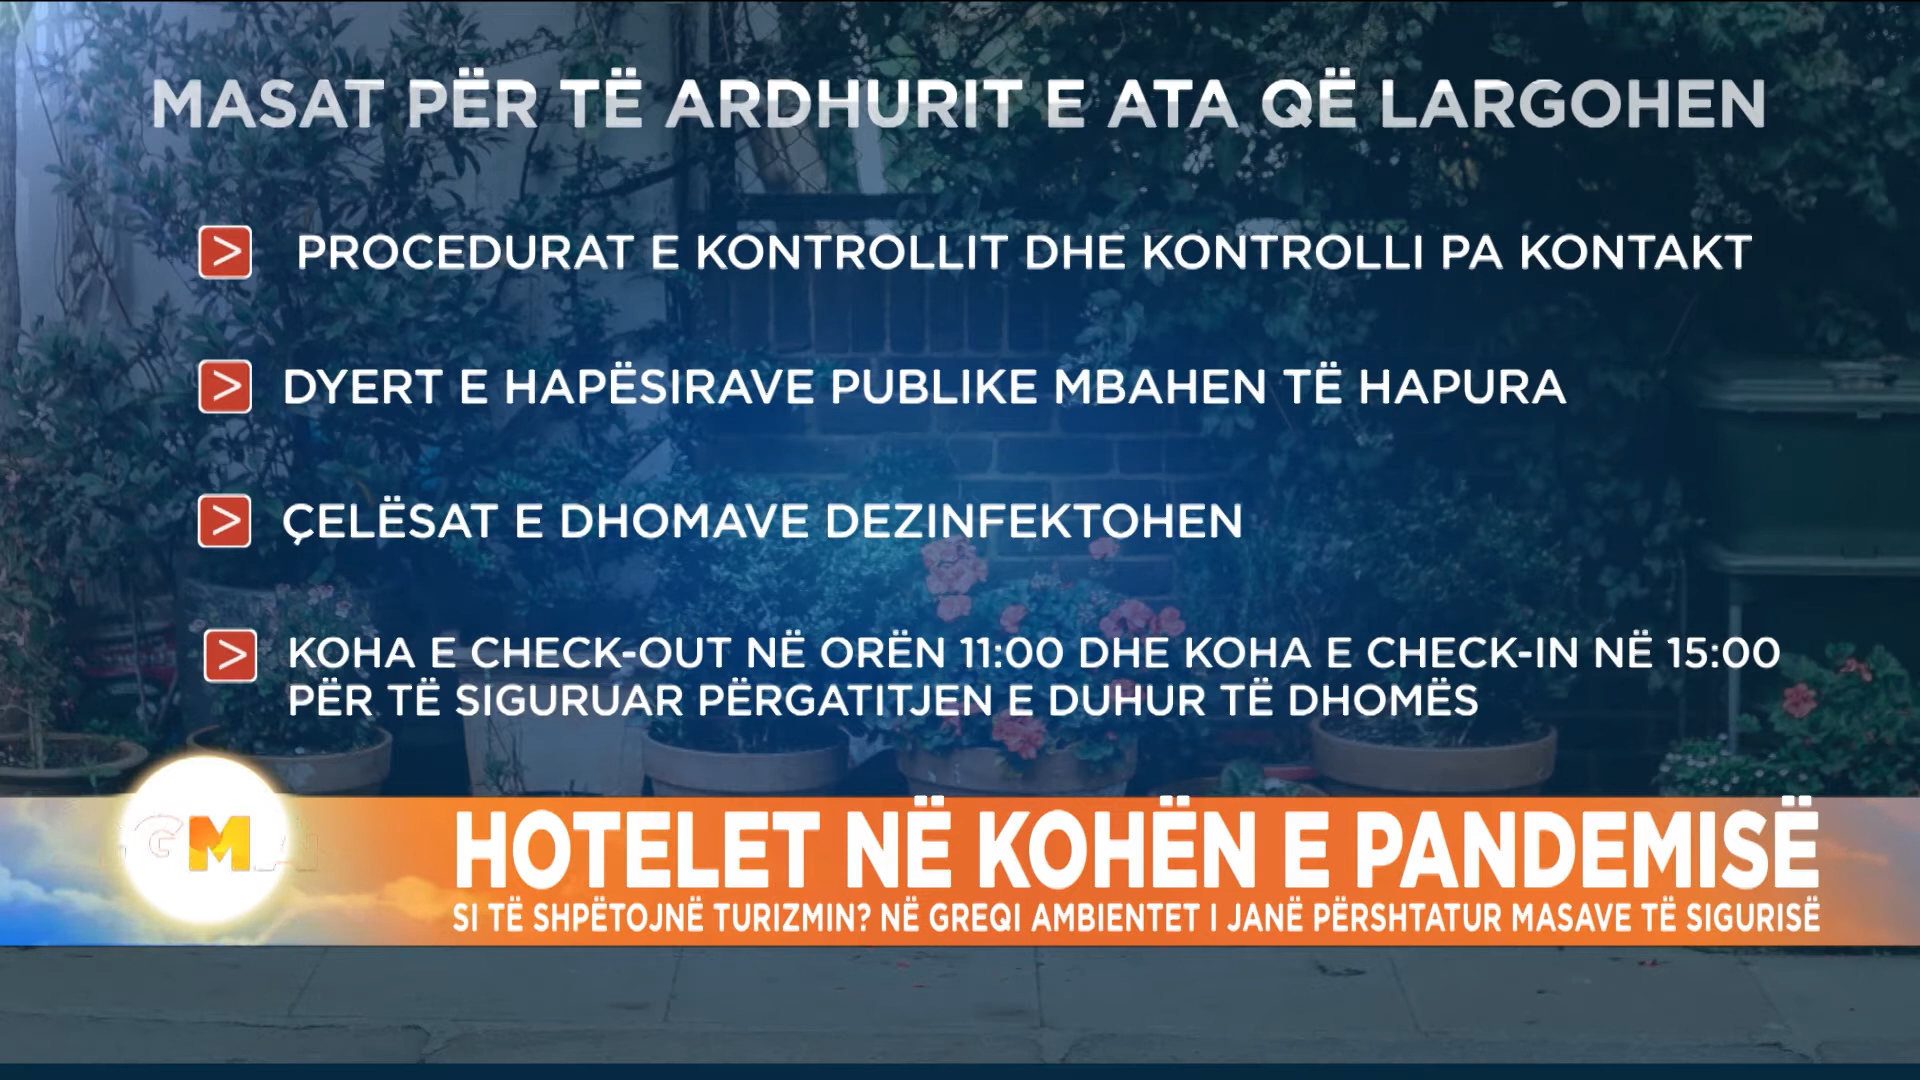 MASAT PËR TË ARDHURIT E ATA QË LARGOHEN
> PROCEDURAT E KONTROLLIT DHE KONTROLLI PA KONTAKT
> DYERT E HAPËSIRAVE PUBLIKE MBAHEN TË HAPURA
> ÇELËSAT E DHOMAVE DEZINFEKTOHEN
> KOHA E CHECK-OUT NË ORËN 11:00 DHE KOHA E CHECK-IN NË 15:00
PËR TË SIGURUAR PËRGATITJEN E DUHUR TË DHOMËS
GMA
HOTELET NË KOHËN E PANDEMISË
SI TË SHPËTOJNË TURIZMIN? NË GREQI AMBIENTET I JANË PËRSHTATUR MASAVE TË SIGURISË